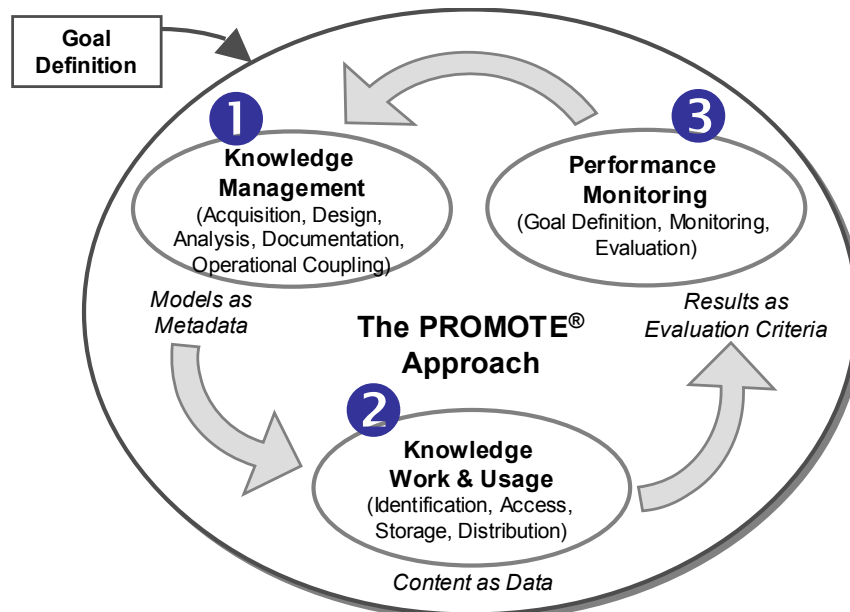 Goal
Definition
1
Knowledge
Management
(Acquisition, Design,
Analysis, Documentation,
Operational Coupling)
Models as
Metadata
3
Performance
Monitoring
(Goal Definition, Monitoring,
Evaluation)
Results as
Evaluation Criteria
The PROMOTE®
Approach
2
Knowledge
Work & Usage
(Identification, Access,
Storage, Distribution)
Content as Data